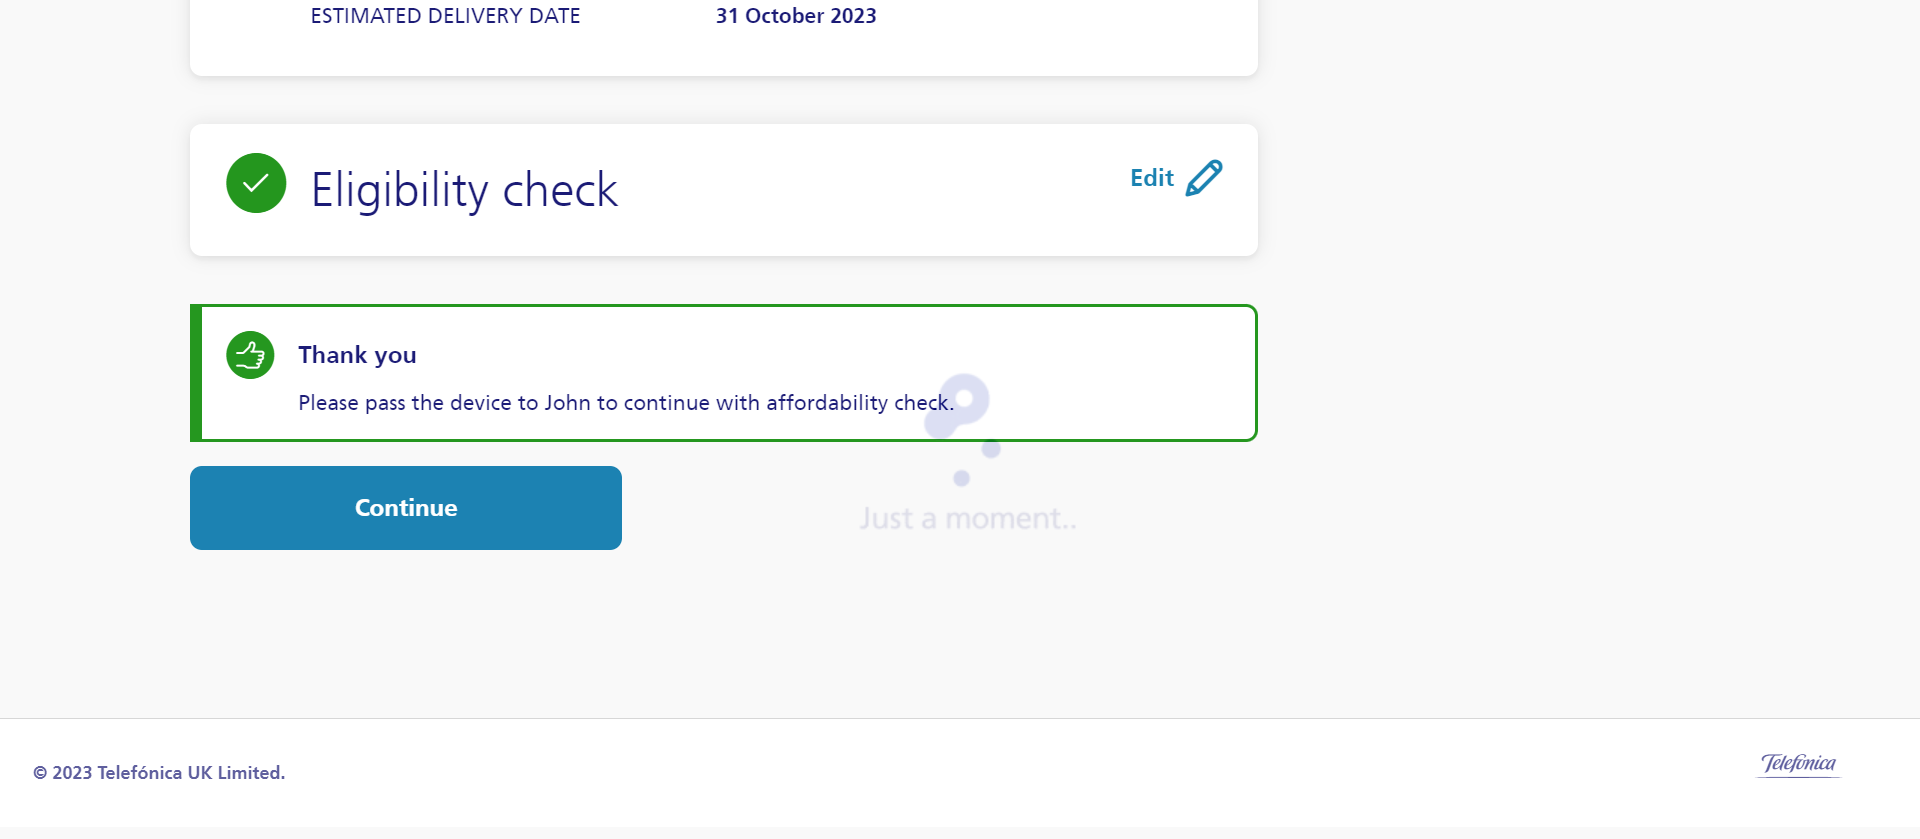 ESTIMATED DELIVERY DATE 31 October 2023
Eligibility check
Edit
Thank you
Please pass the device to John to continue with affordability check.
Continue
Just a moment..
© 2023 Telefónica UK Limited.
Telefónica